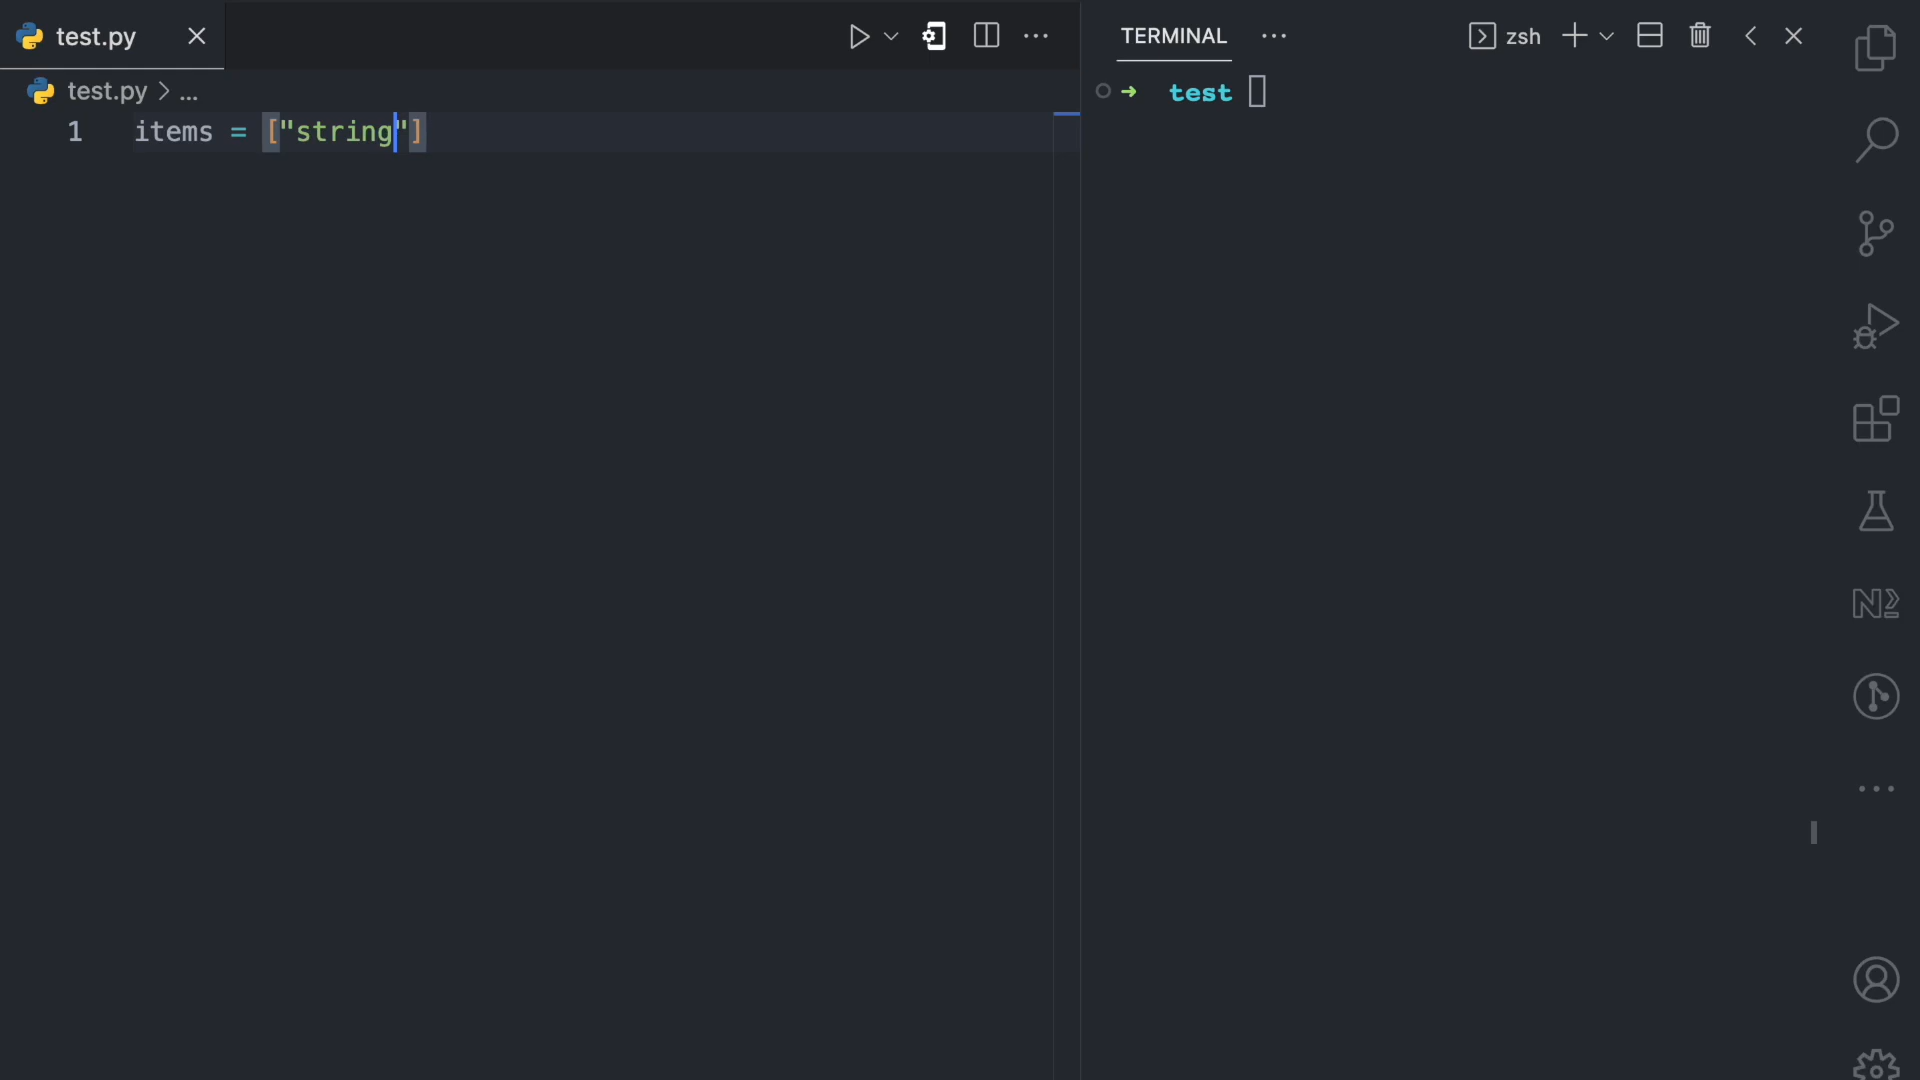 test.py
test.py > ...
1 items = ["string"]
TERMINAL ...
zsh
➜ test